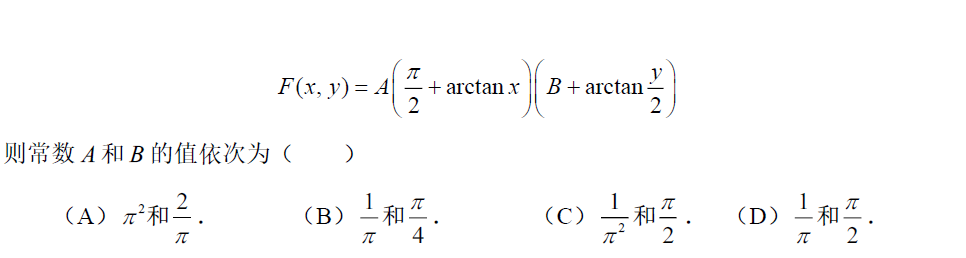 F(x, y) = A(π/2 + arctan x)(B + arctan y/2)
则常数 A 和 B 的值依次为（　　）
（A）π²和2/π．　（B）1/π和π/4．　（C）1/π²和π/2．　（D）1/π和π/2．